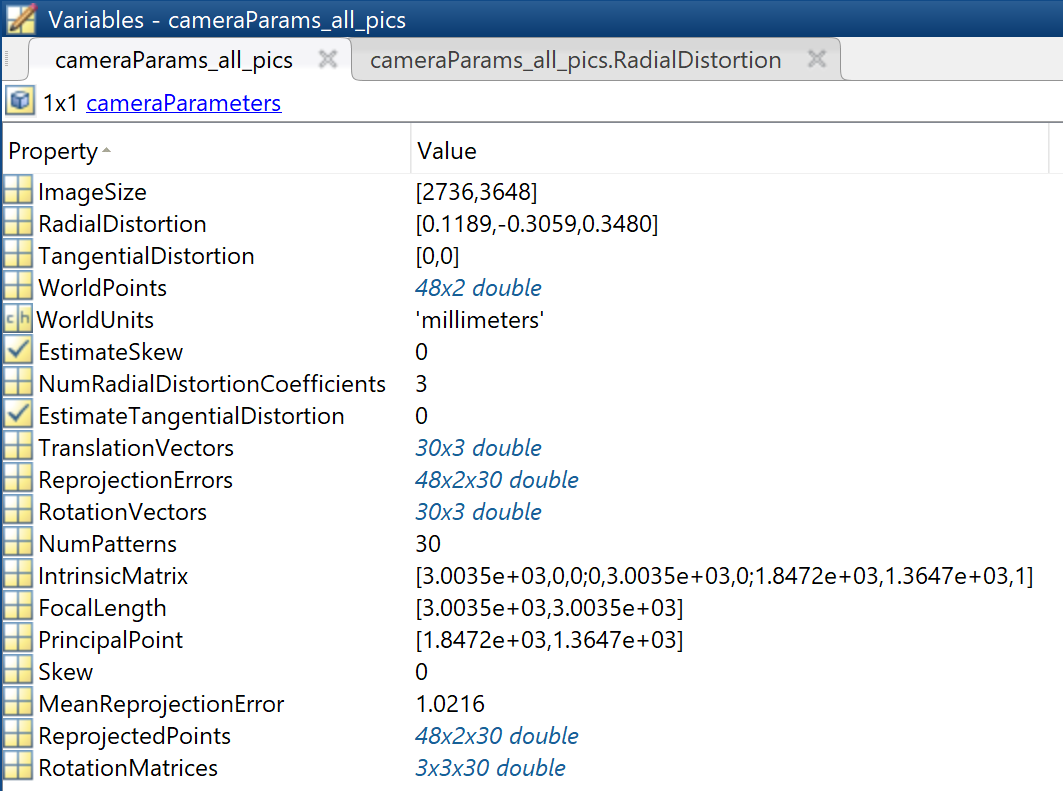 Variables - cameraParams_all_pics
cameraParams_all_pics cameraParams_all_pics.RadialDistortion
1x1 cameraParameters
Property Value
ImageSize [2736,3648]
RadialDistortion [0.1189,-0.3059,0.3480]
TangentialDistortion [0,0]
WorldPoints 48x2 double
ch WorldUnits 'millimeters'
EstimateSkew 0
NumRadialDistortionCoefficients 3
EstimateTangentialDistortion 0
TranslationVectors 30x3 double
ReprojectionErrors 48x2x30 double
RotationVectors 30x3 double
NumPatterns 30
IntrinsicMatrix [3.0035e+03,0,0;0,3.0035e+03,0;1.8472e+03,1.3647e+03,1]
FocalLength [3.0035e+03,3.0035e+03]
PrincipalPoint [1.8472e+03,1.3647e+03]
Skew 0
MeanReprojectionError 1.0216
ReprojectedPoints 48x2x30 double
RotationMatrices 3x3x30 double